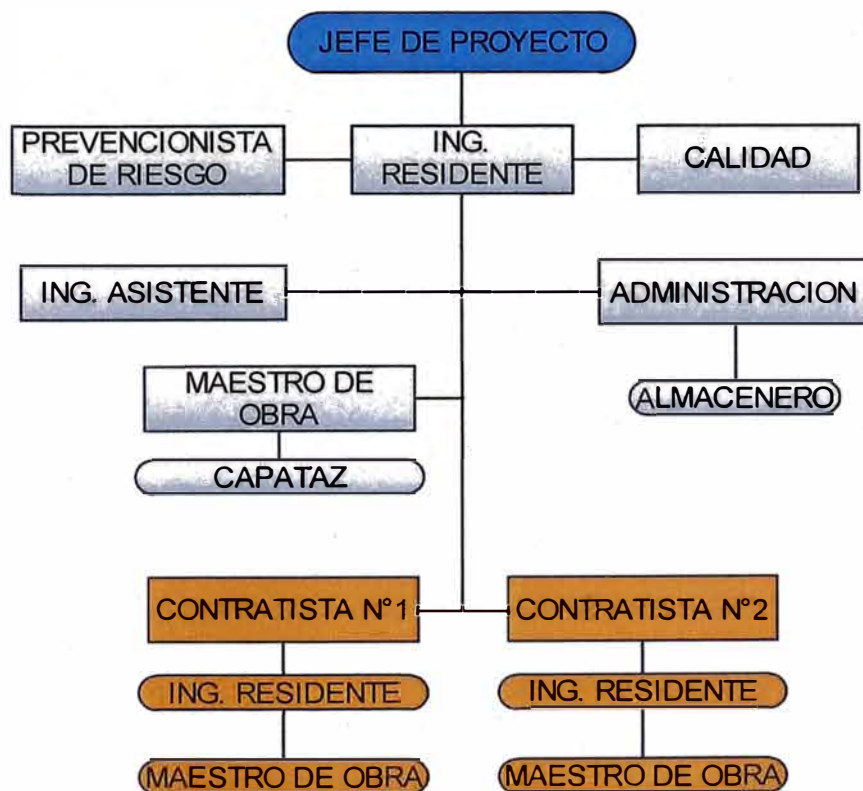 JEFE DE PROYECTO
PREVENCIONISTA
DE RIESGO
ING.
RESIDENTE
CALIDAD
ING. ASISTENTE
ADMINISTRACION
MAESTRO DE
OBRA
ALMACENERO
CAPATAZ
CONTRATISTA N°1
CONTRATISTA N°2
ING. RESIDENTE
ING. RESIDENTE
MAESTRO DE OBRA
MAESTRO DE OBRA